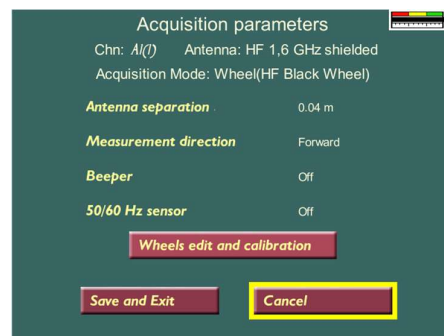 Acquisition parameters
Chn: Al(l) Antenna: HF 1,6 GHz shielded
Acquisition Mode: Wheel(HF Black Wheel)
Antenna separation 0.04 m
Measurement direction Forward
Beeper Off
50/60 Hz sensor Off
Wheels edit and calibration
Save and Exit Cancel